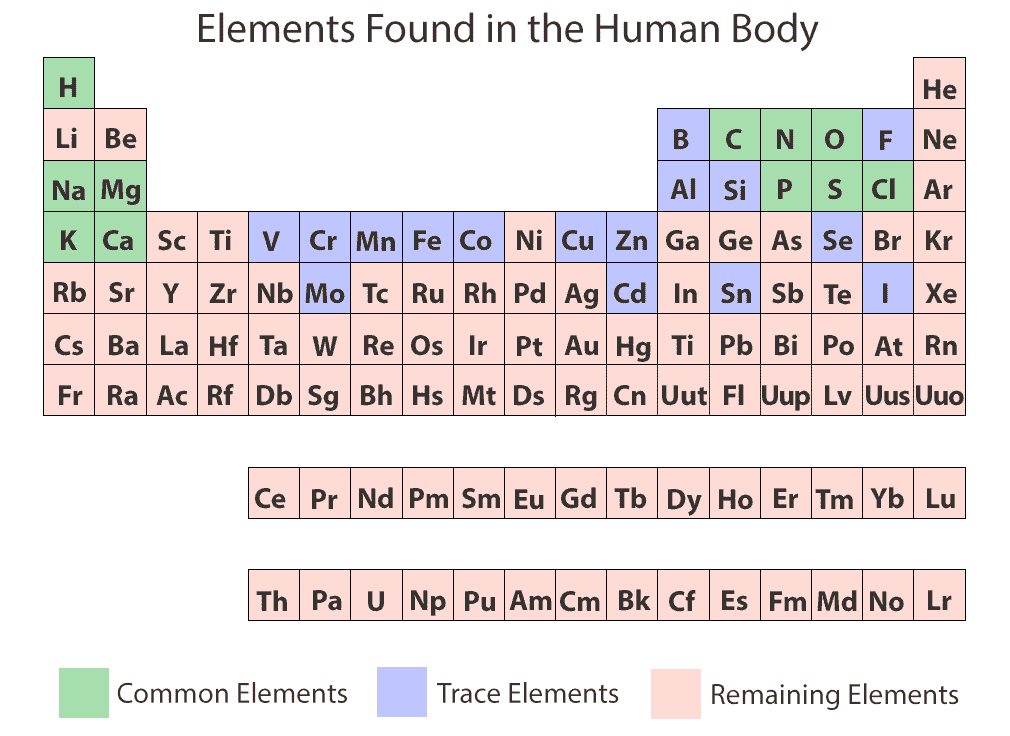 Elements Found in the Human Body
H He
Li Be B C N O F Ne
Na Mg Al Si P S Cl Ar
K Ca Sc Ti V Cr Mn Fe Co Ni Cu Zn Ga Ge As Se Br Kr
Rb Sr Y Zr Nb Mo Tc Ru Rh Pd Ag Cd In Sn Sb Te I Xe
Cs Ba La Hf Ta W Re Os Ir Pt Au Hg Ti Pb Bi Po At Rn
Fr Ra Ac Rf Db Sg Bh Hs Mt Ds Rg Cn Uut Fl Uup Lv Uus Uuo
Ce Pr Nd Pm Sm Eu Gd Tb Dy Ho Er Tm Yb Lu
Th Pa U Np Pu Am Cm Bk Cf Es Fm Md No Lr
Common Elements Trace Elements Remaining Elements